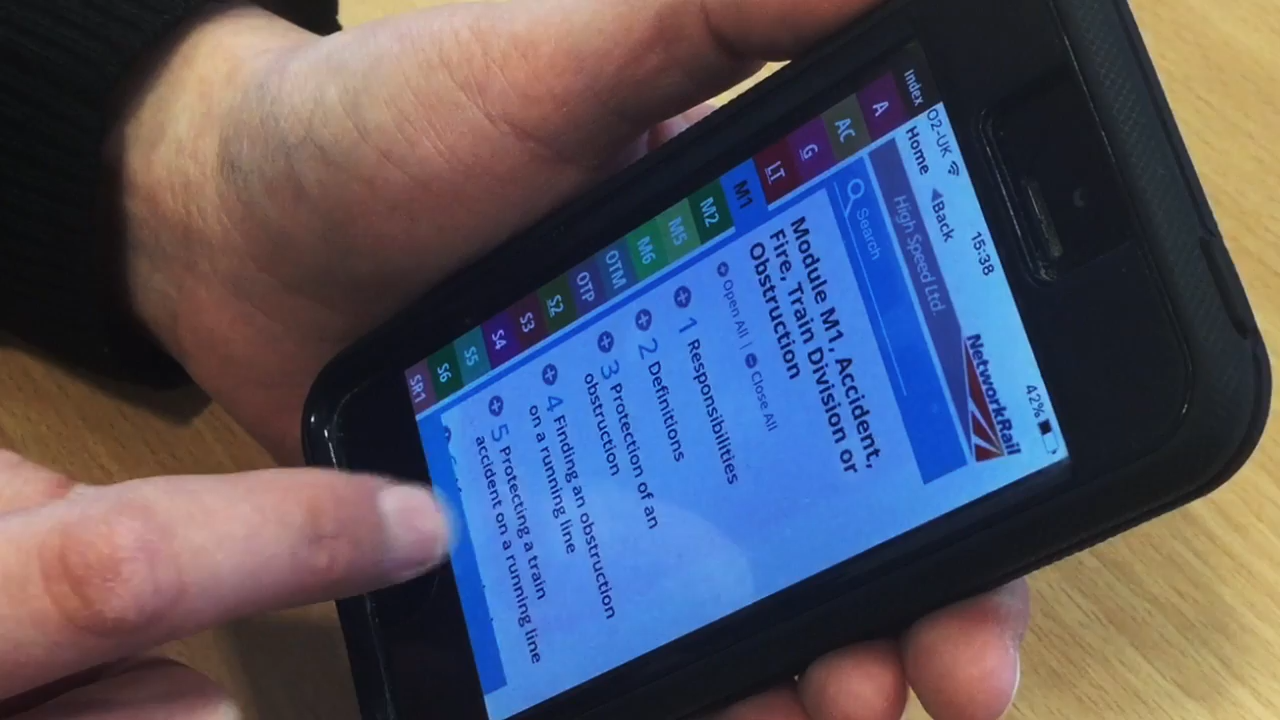 O2-UK 15:38 42%
Home Back
High Speed Ltd. NetworkRail
Search
Index
A
AC
G
LT
M1
M2
M5
M6
OTM
OTP
S2
S3
S4
S5
S6
SR1
Module M1, Accident,
Fire, Train Division or
Obstruction
Open All | Close All
1 Responsibilities
2 Definitions
3 Protection of an
obstruction
4 Finding an obstruction
on a running line
5 Protecting a train
accident on a running line